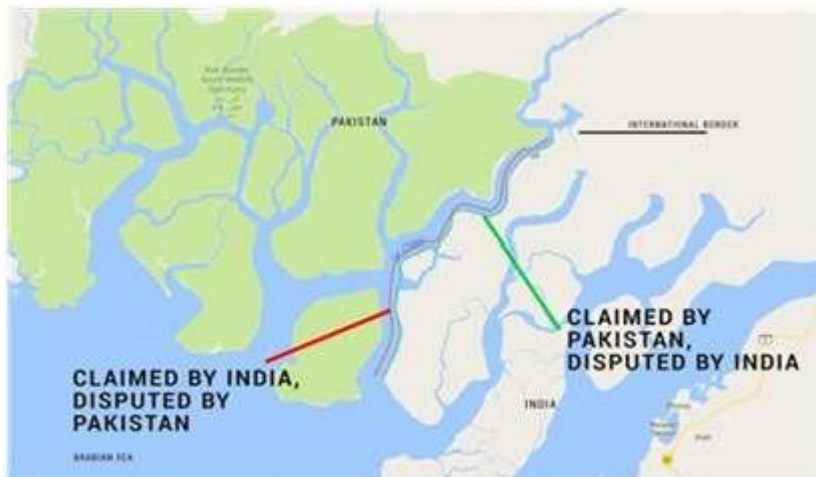 PAKISTAN
INTERNATIONAL BORDER
CLAIMED BY
PAKISTAN,
DISPUTED BY INDIA
CLAIMED BY INDIA,
DISPUTED BY
PAKISTAN
INDIA
ARABIAN SEA